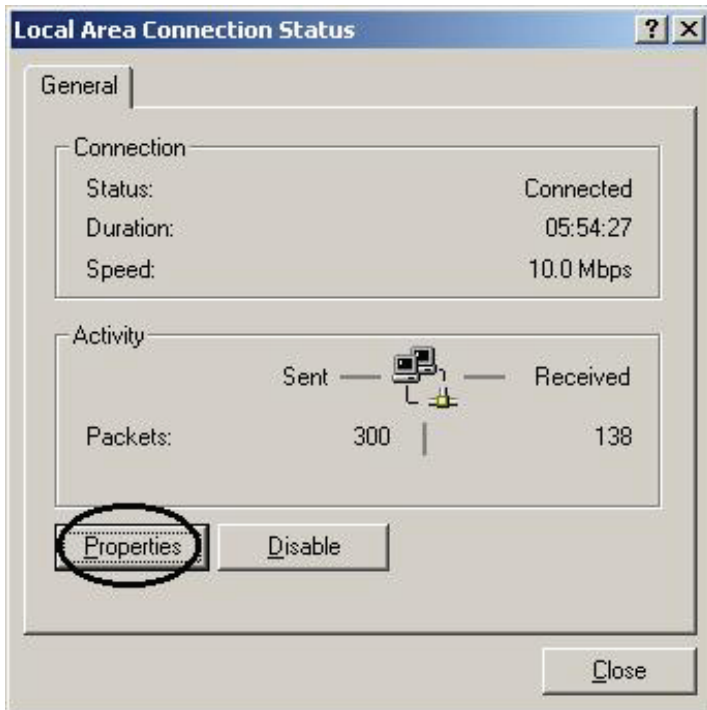 Local Area Connection Status
General
Connection
Status: Connected
Duration: 05:54:27
Speed: 10.0 Mbps
Activity
Sent Received
Packets: 300 138
Properties Disable
Close